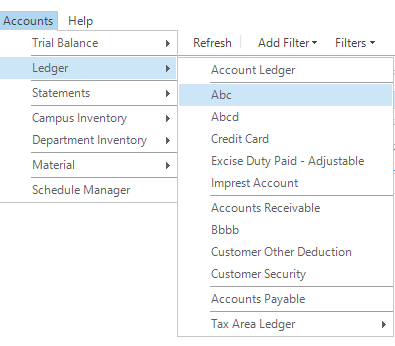 Accounts Help
Trial Balance
Refresh Add Filter Filters
Ledger
Statements
Campus Inventory
Department Inventory
Material
Schedule Manager
Account Ledger
Abc
Abcd
Credit Card
Excise Duty Paid - Adjustable
Imprest Account
Accounts Receivable
Bbbb
Customer Other Deduction
Customer Security
Accounts Payable
Tax Area Ledger